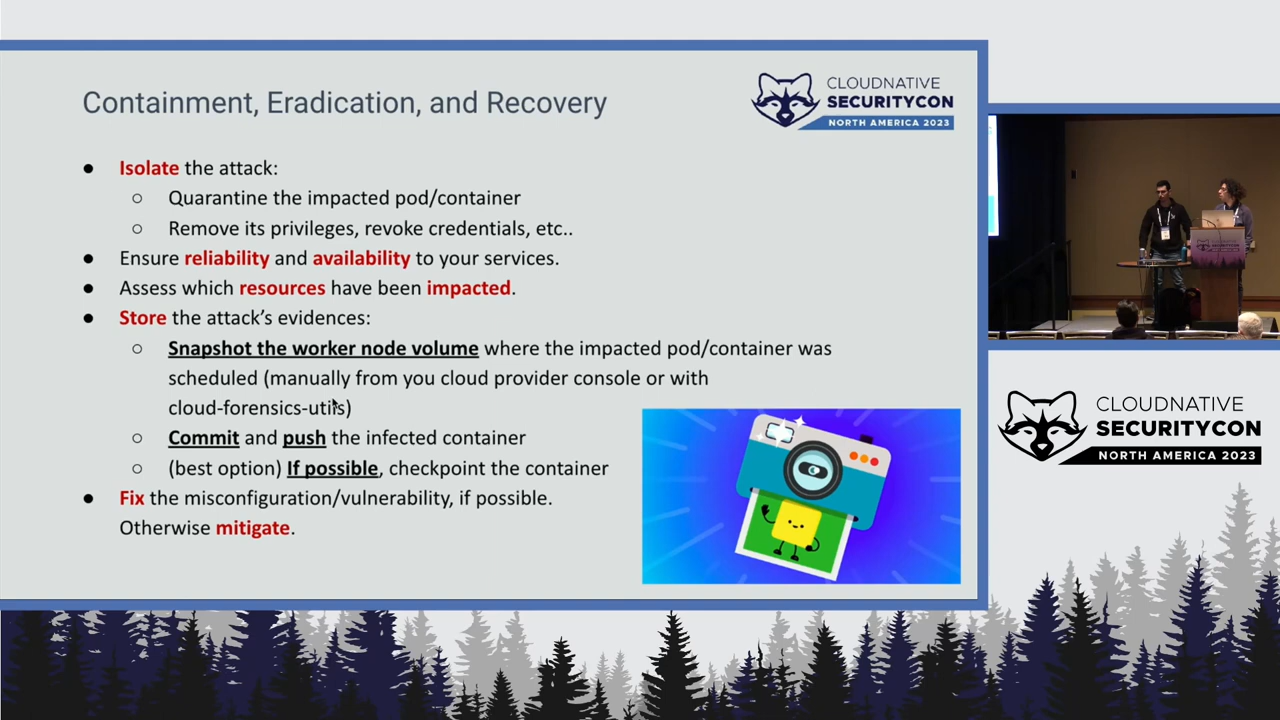 Containment, Eradication, and Recovery
CLOUDNATIVE
SECURITYCON
NORTH AMERICA 2023
● Isolate the attack:
○ Quarantine the impacted pod/container
○ Remove its privileges, revoke credentials, etc..
● Ensure reliability and availability to your services.
● Assess which resources have been impacted.
● Store the attack's evidences:
○ Snapshot the worker node volume where the impacted pod/container was
scheduled (manually from you cloud provider console or with
cloud-forensics-utils)
○ Commit and push the infected container
○ (best option) If possible, checkpoint the container
● Fix the misconfiguration/vulnerability, if possible.
Otherwise mitigate.
CLOUDNATIVE
SECURITYCON
NORTH AMERICA 2023